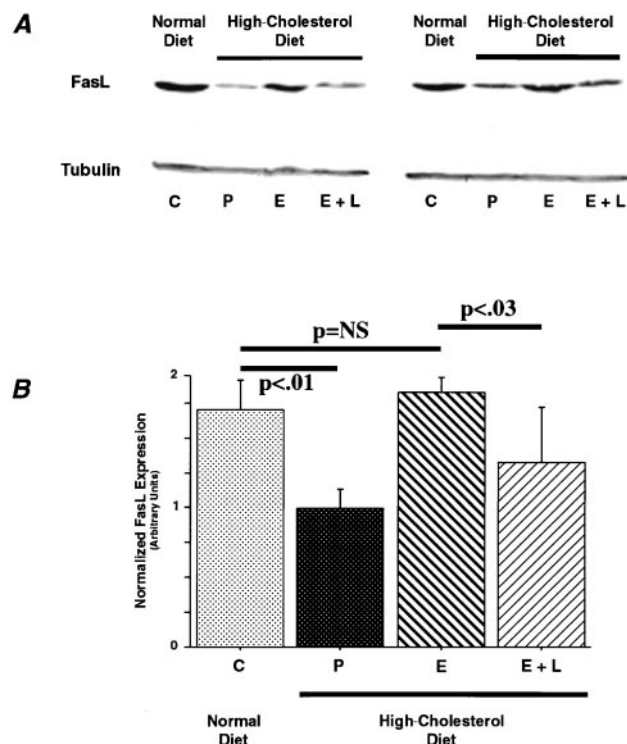 A
Normal
Diet
High-Cholesterol
Diet
Normal
Diet
High-Cholesterol
Diet
FasL
Tubulin
C P E E + L
C P E E + L
B
p<.03
p=NS
p<.01
Normalized FasL Expression
(Arbitrary Units)
2
1
0
C P E E + L
Normal
Diet
High-Cholesterol
Diet